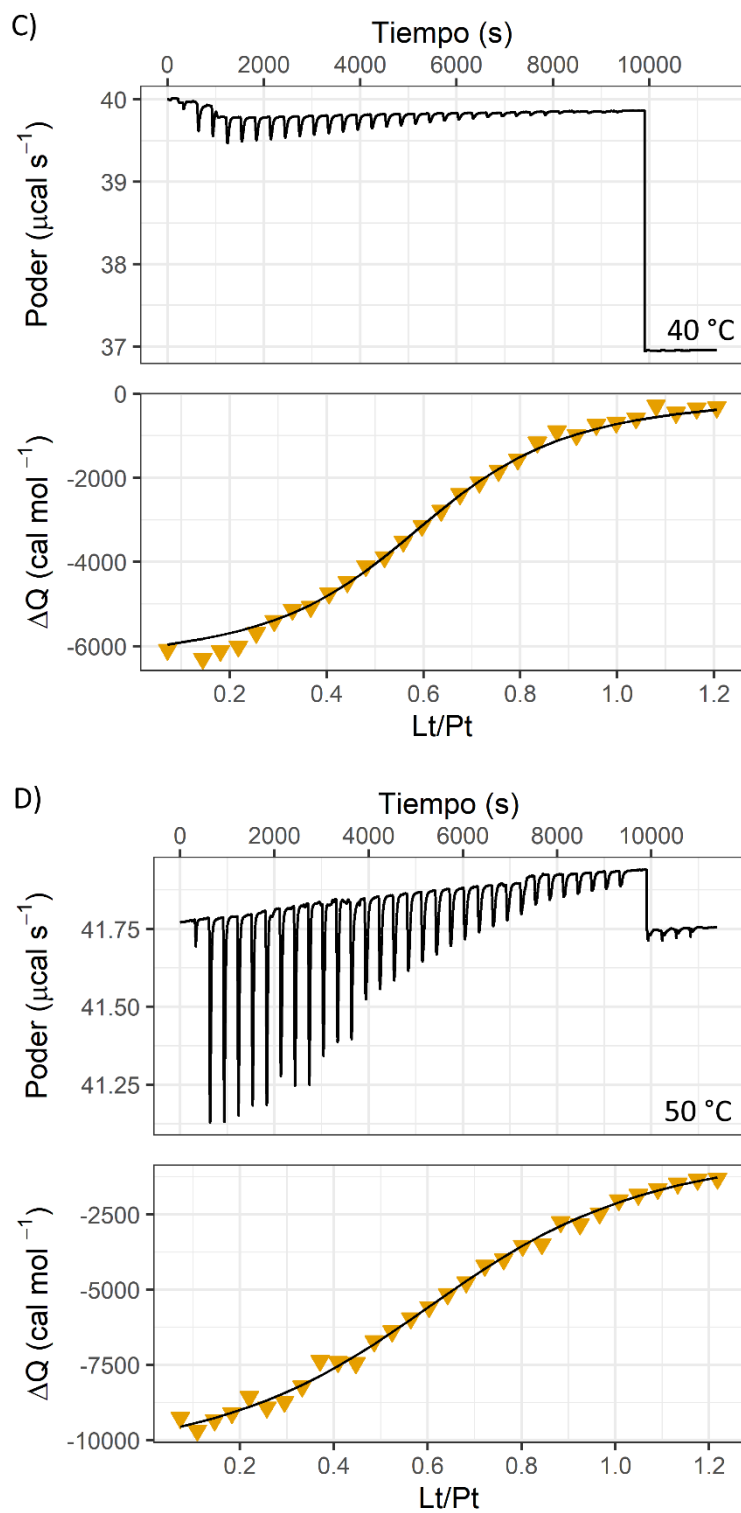 C)
Tiempo (s)
0 2000 4000 6000 8000 10000
40
39
38
37
Poder (μcal s⁻¹)
40 °C
0
-2000
-4000
-6000
ΔQ (cal mol⁻¹)
0.2 0.4 0.6 0.8 1.0 1.2
Lt/Pt
D)
Tiempo (s)
0 2000 4000 6000 8000 10000
41.75
41.50
41.25
Poder (μcal s⁻¹)
50 °C
-2500
-5000
-7500
-10000
ΔQ (cal mol⁻¹)
0.2 0.4 0.6 0.8 1.0 1.2
Lt/Pt